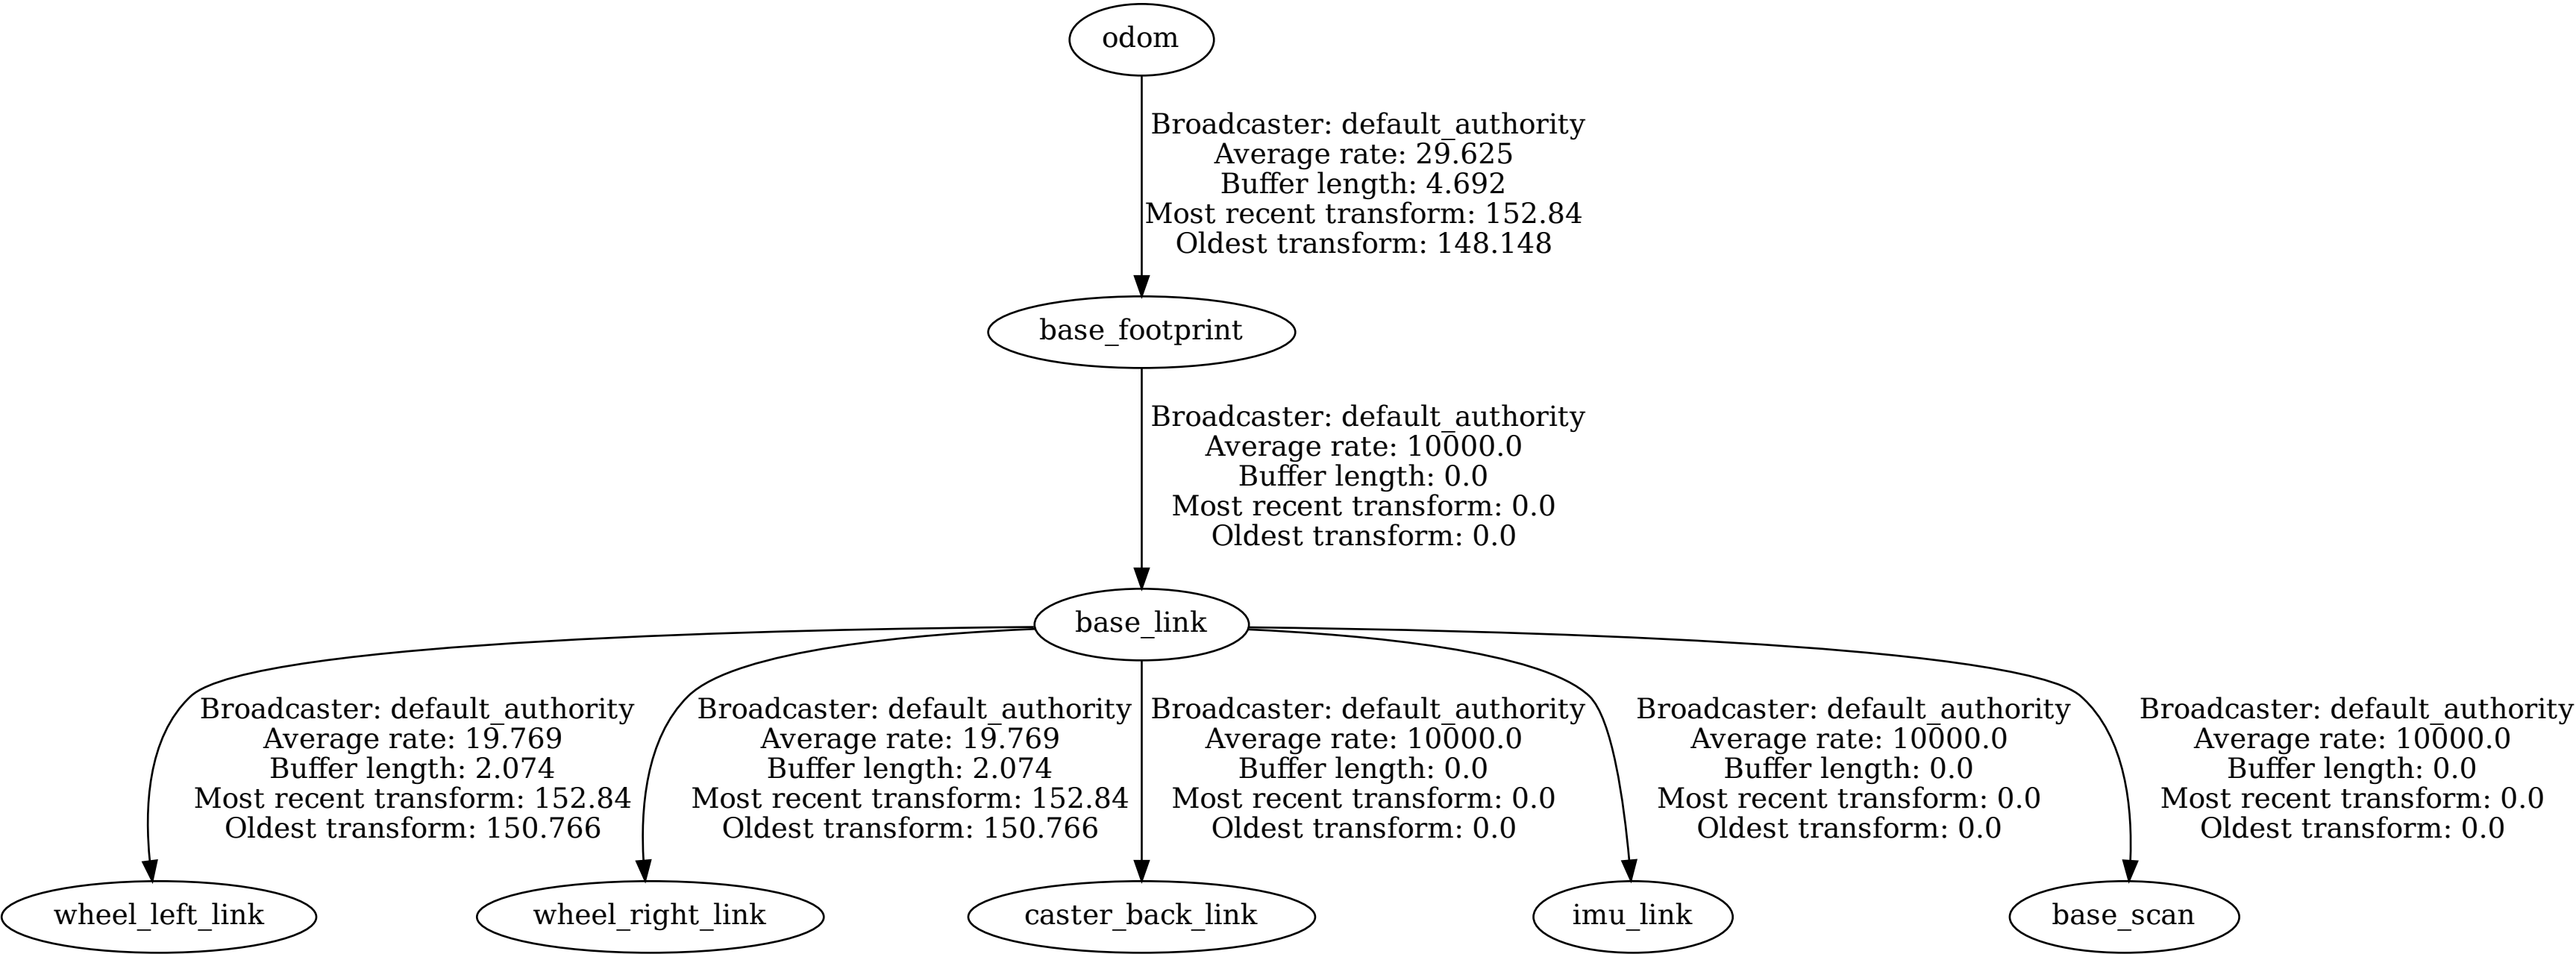 odom
Broadcaster: default_authority
Average rate: 29.625
Buffer length: 4.692
Most recent transform: 152.84
Oldest transform: 148.148
base_footprint
Broadcaster: default_authority
Average rate: 10000.0
Buffer length: 0.0
Most recent transform: 0.0
Oldest transform: 0.0
base_link
Broadcaster: default_authority
Average rate: 19.769
Buffer length: 2.074
Most recent transform: 152.84
Oldest transform: 150.766
Broadcaster: default_authority
Average rate: 19.769
Buffer length: 2.074
Most recent transform: 152.84
Oldest transform: 150.766
Broadcaster: default_authority
Average rate: 10000.0
Buffer length: 0.0
Most recent transform: 0.0
Oldest transform: 0.0
Broadcaster: default_authority
Average rate: 10000.0
Buffer length: 0.0
Most recent transform: 0.0
Oldest transform: 0.0
Broadcaster: default_authority
Average rate: 10000.0
Buffer length: 0.0
Most recent transform: 0.0
Oldest transform: 0.0
wheel_left_link
wheel_right_link
caster_back_link
imu_link
base_scan